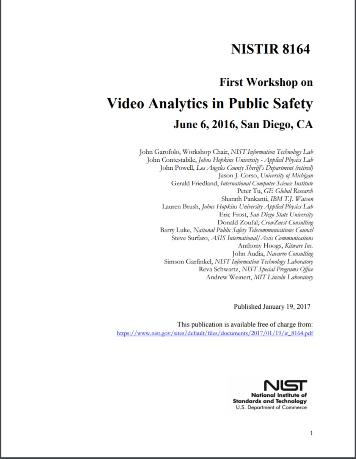 NISTIR 8164
First Workshop on
Video Analytics in Public Safety
June 6, 2016, San Diego, CA
John Garofolo, Workshop Chair, NIST Information Technology Lab
John Contestabile, Johns Hopkins University - Applied Physics Lab
John Powell, Los Angeles County Sheriff's Department (retired)
Jason J. Corso, University of Michigan
Gerald Friedland, International Computer Science Institute
Peter Tu, GE Global Research
Sharath Pankanti, IBM T.J. Watson
Lauren Brush, Johns Hopkins University Applied Physics Lab
Eric Frost, San Diego State University
Donald Zoufal, CrowZnest Consulting
Barry Luke, National Public Safety Telecommunications Council
Steve Surfaro, ASIS International/Axis Communications
Anthony Hoogs, Kitware Inc.
John Audia, Navarro Consulting
Simson Garfinkel, NIST Information Technology Laboratory
Reva Schwartz, NIST Special Programs Office
Andrew Weinert, MIT Lincoln Laboratory
Published January 19, 2017
This publication is available free of charge from:
https://www.nist.gov/sites/default/files/documents/2017/01/19/ir_8164.pdf
NIST
National Institute of
Standards and Technology
U.S. Department of Commerce
1